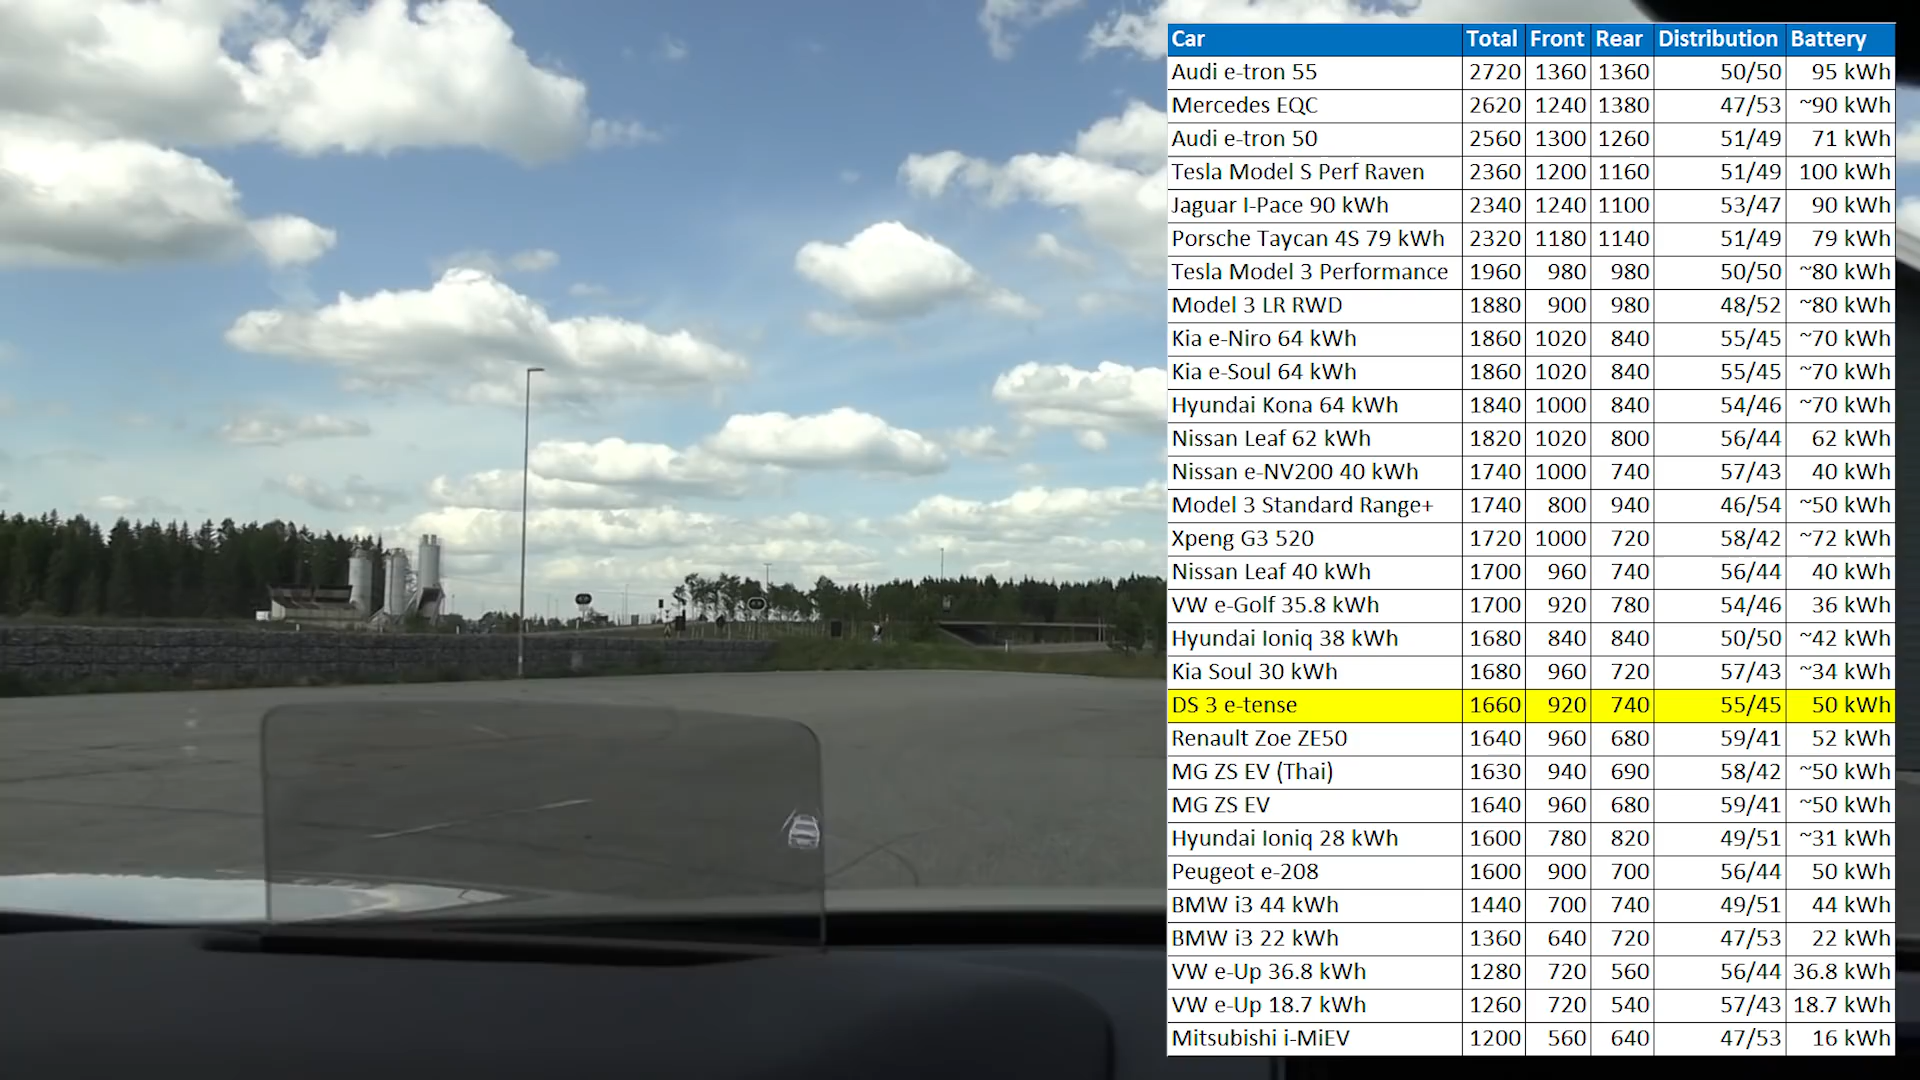 Car Total Front Rear Distribution Battery
Audi e-tron 55 2720 1360 1360 50/50 95 kWh
Mercedes EQC 2620 1240 1380 47/53 ~90 kWh
Audi e-tron 50 2560 1300 1260 51/49 71 kWh
Tesla Model S Perf Raven 2360 1200 1160 51/49 100 kWh
Jaguar I-Pace 90 kWh 2340 1240 1100 53/47 90 kWh
Porsche Taycan 4S 79 kWh 2320 1180 1140 51/49 79 kWh
Tesla Model 3 Performance 1960 980 980 50/50 ~80 kWh
Model 3 LR RWD 1880 900 980 48/52 ~80 kWh
Kia e-Niro 64 kWh 1860 1020 840 55/45 ~70 kWh
Kia e-Soul 64 kWh 1860 1020 840 55/45 ~70 kWh
Hyundai Kona 64 kWh 1840 1000 840 54/46 ~70 kWh
Nissan Leaf 62 kWh 1820 1020 800 56/44 62 kWh
Nissan e-NV200 40 kWh 1740 1000 740 57/43 40 kWh
Model 3 Standard Range+ 1740 800 940 46/54 ~50 kWh
Xpeng G3 520 1720 1000 720 58/42 ~72 kWh
Nissan Leaf 40 kWh 1700 960 740 56/44 40 kWh
VW e-Golf 35.8 kWh 1700 920 780 54/46 36 kWh
Hyundai Ioniq 38 kWh 1680 840 840 50/50 ~42 kWh
Kia Soul 30 kWh 1680 960 720 57/43 ~34 kWh
DS 3 e-tense 1660 920 740 55/45 50 kWh
Renault Zoe ZE50 1640 960 680 59/41 52 kWh
MG ZS EV (Thai) 1630 940 690 58/42 ~50 kWh
MG ZS EV 1640 960 680 59/41 ~50 kWh
Hyundai Ioniq 28 kWh 1600 780 820 49/51 ~31 kWh
Peugeot e-208 1600 900 700 56/44 50 kWh
BMW i3 44 kWh 1440 700 740 49/51 44 kWh
BMW i3 22 kWh 1360 640 720 47/53 22 kWh
VW e-Up 36.8 kWh 1280 720 560 56/44 36.8 kWh
VW e-Up 18.7 kWh 1260 720 540 57/43 18.7 kWh
Mitsubishi i-MiEV 1200 560 640 47/53 16 kWh